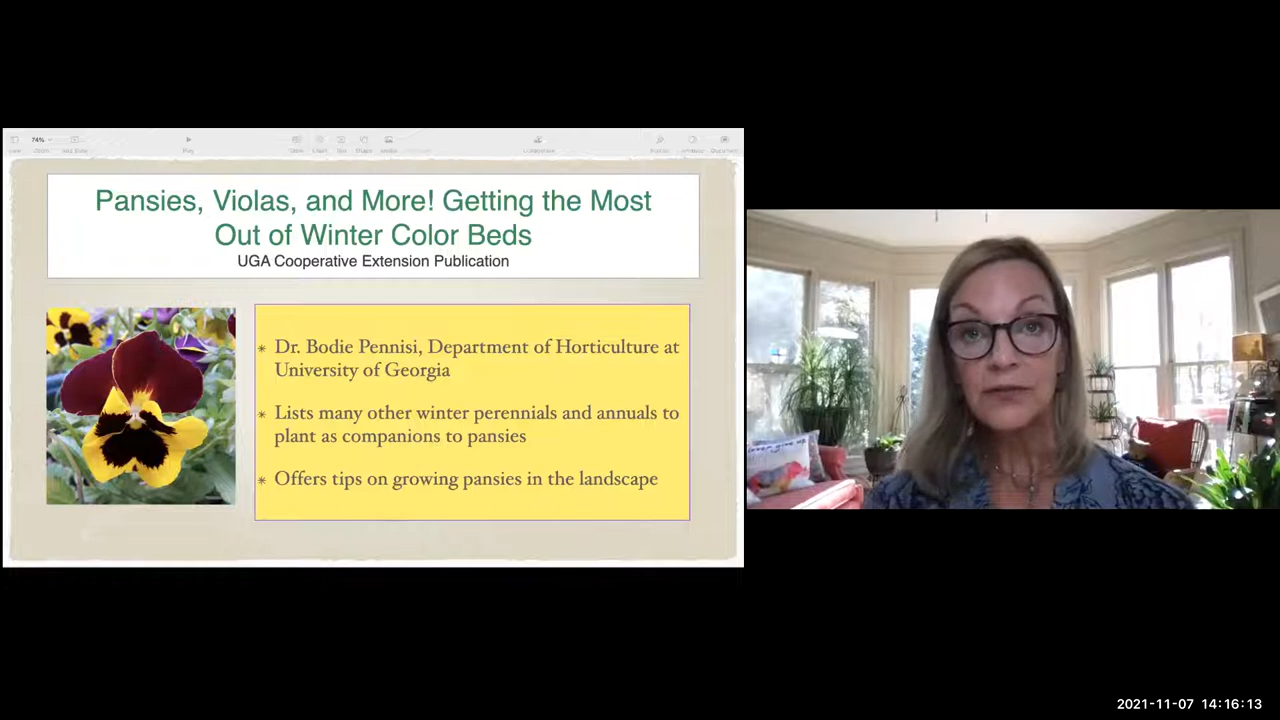 74%
Play
Pansies, Violas, and More! Getting the Most
Out of Winter Color Beds
UGA Cooperative Extension Publication
* Dr. Bodie Pennisi, Department of Horticulture at
University of Georgia
* Lists many other winter perennials and annuals to
plant as companions to pansies
* Offers tips on growing pansies in the landscape
2021-11-07 14:16:13